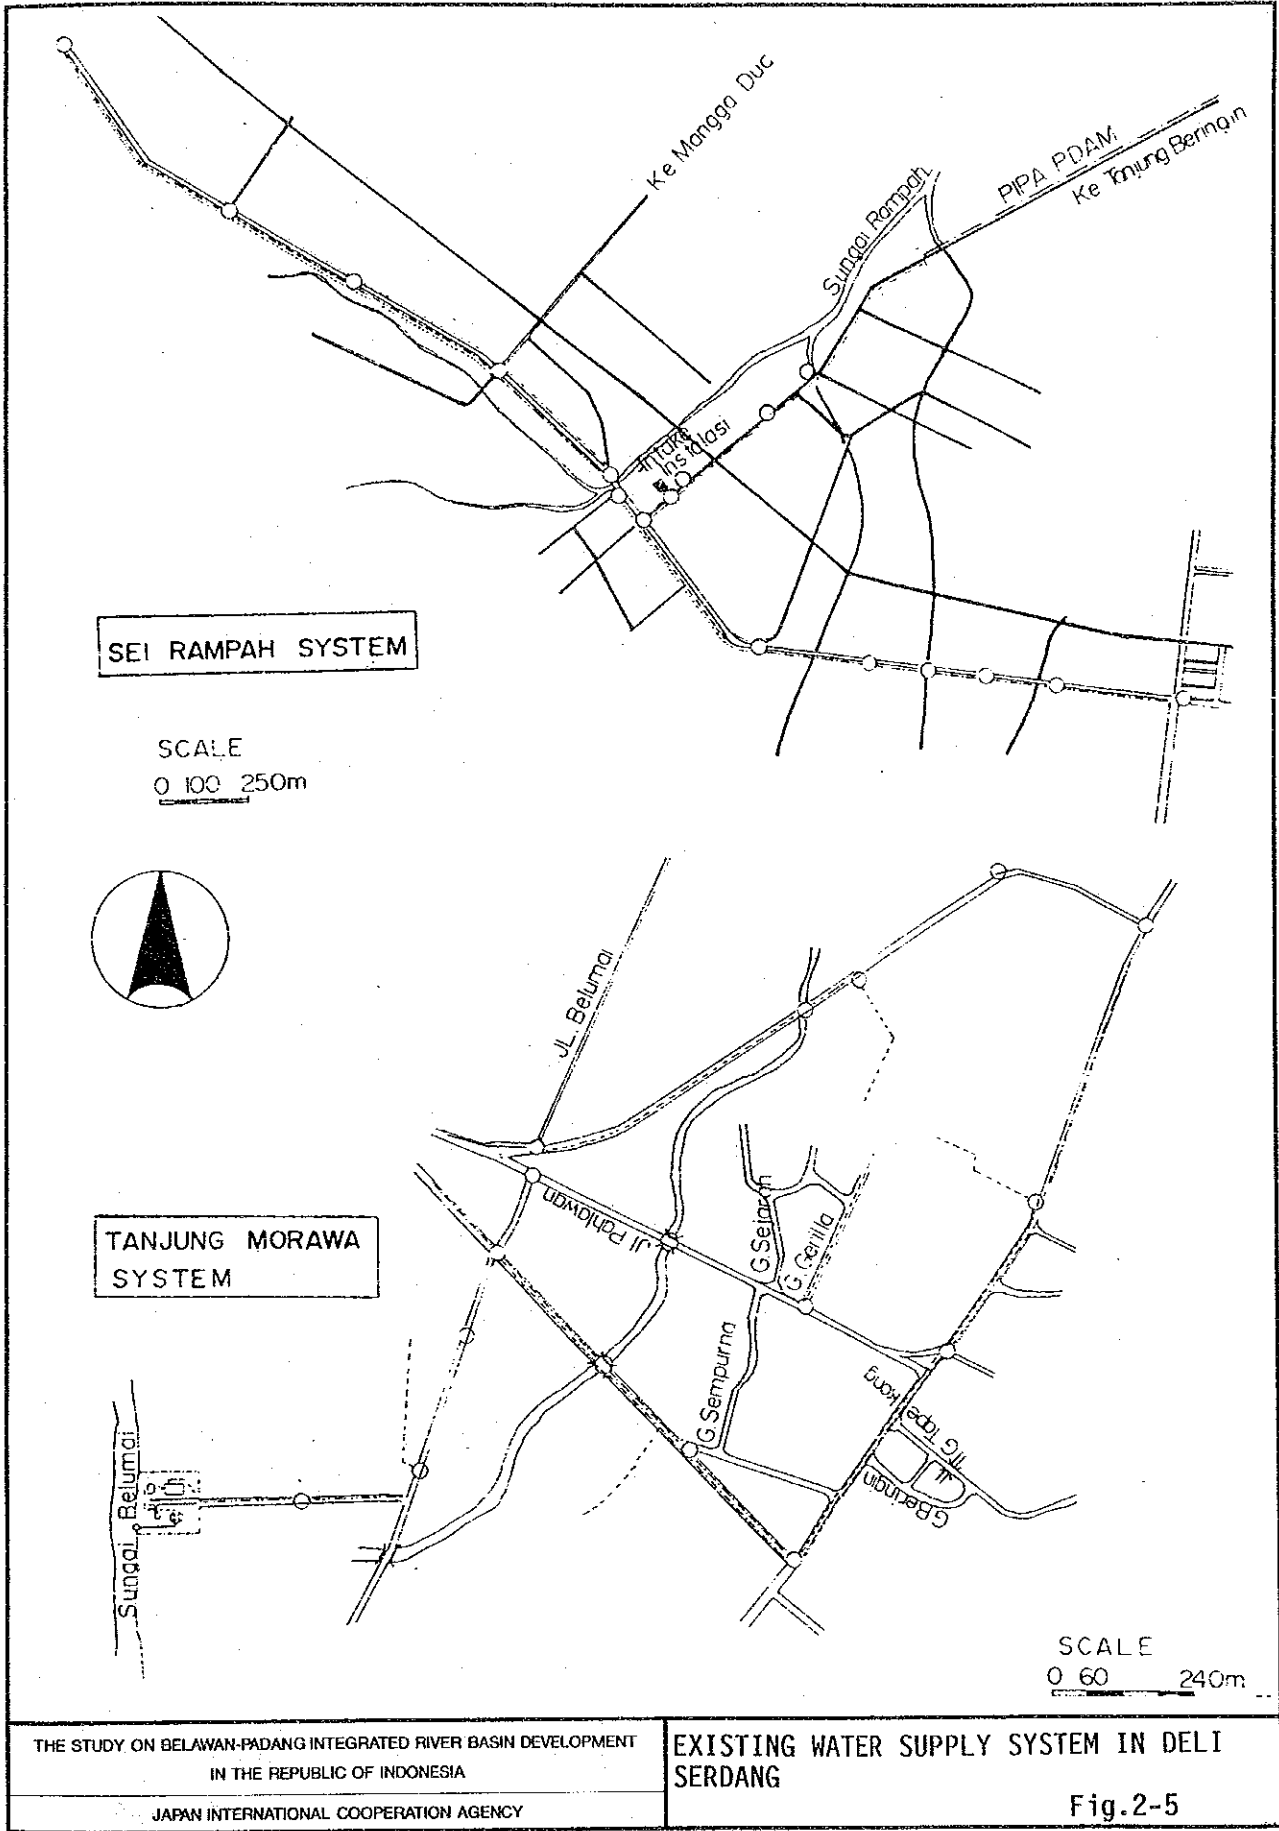 Ke Mangga Duc
PIPA PDAM
Ke Tanjung Beringin
Sungai Rampah
Intake
Instalasi
SEI RAMPAH SYSTEM
SCALE
0 100 250m
JL. Belumai
Jl Pahlawan
G.Sejarah
G. Gerilla
TANJUNG MORAWA
SYSTEM
G.Sempurna
G Tape kong
Jl
G.Beringin
Sungai Belumai
SCALE
0 60 240m
THE STUDY ON BELAWAN-PADANG INTEGRATED RIVER BASIN DEVELOPMENT
IN THE REPUBLIC OF INDONESIA
JAPAN INTERNATIONAL COOPERATION AGENCY
EXISTING WATER SUPPLY SYSTEM IN DELI
SERDANG
Fig.2-5